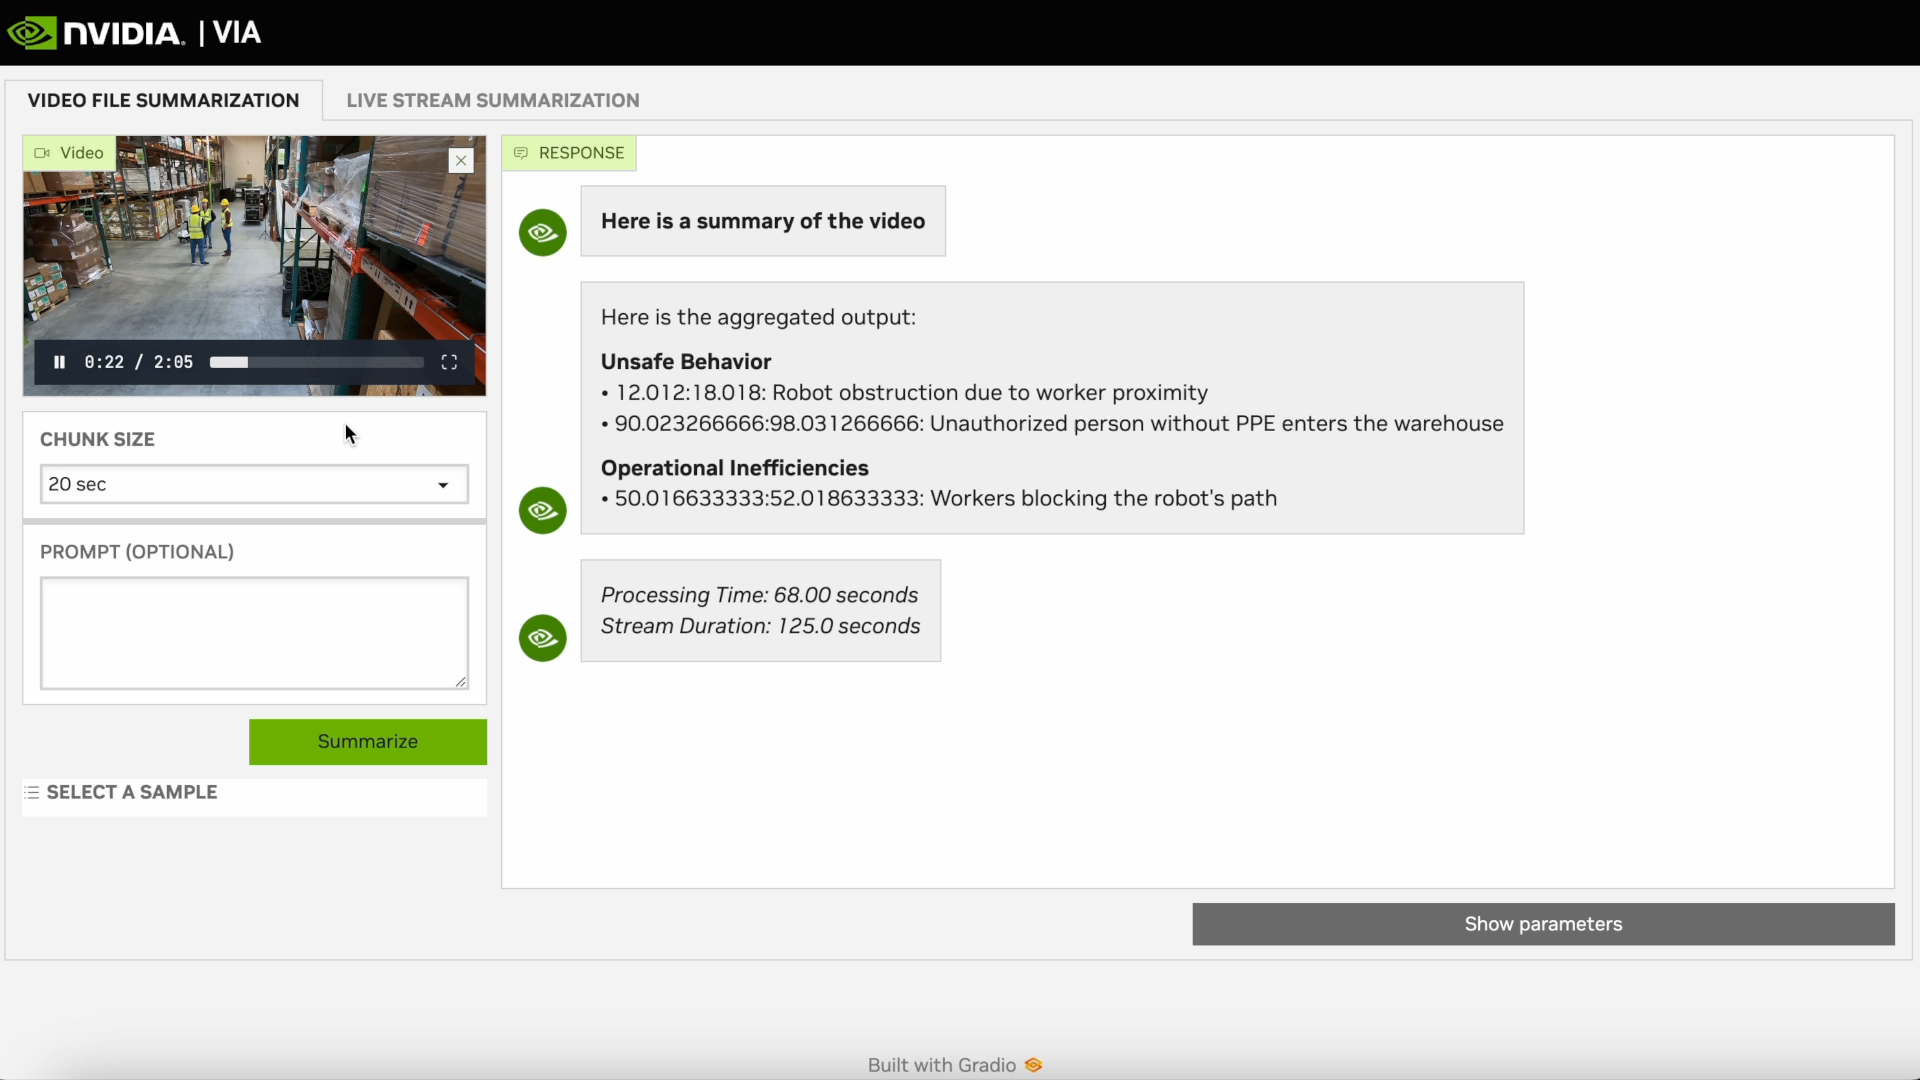 NVIDIA. | VIA
VIDEO FILE SUMMARIZATION
LIVE STREAM SUMMARIZATION
Video
0:22 / 2:05
CHUNK SIZE
20 sec
PROMPT (OPTIONAL)
Summarize
SELECT A SAMPLE
RESPONSE
Here is a summary of the video
Here is the aggregated output:
Unsafe Behavior
• 12.012:18.018: Robot obstruction due to worker proximity
• 90.023266666:98.031266666: Unauthorized person without PPE enters the warehouse
Operational Inefficiencies
• 50.016633333:52.018633333: Workers blocking the robot's path
Processing Time: 68.00 seconds
Stream Duration: 125.0 seconds
Show parameters
Built with Gradio